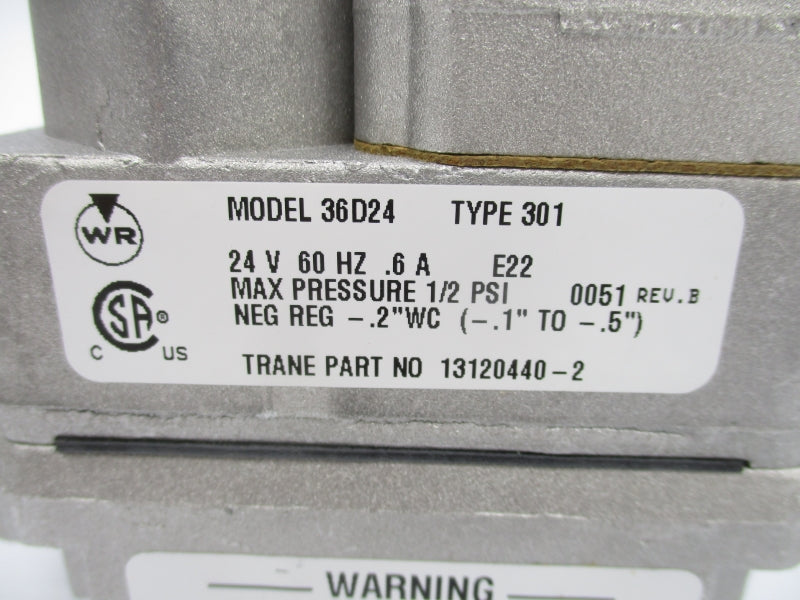 WR
MODEL 36D24 TYPE 301
24 V 60 HZ .6 A E22
MAX PRESSURE 1/2 PSI 0051 REV.B
NEG REG -.2"WC (-.1" TO -.5")
CSA®
C US
TRANE PART NO 13120440-2
WARNING